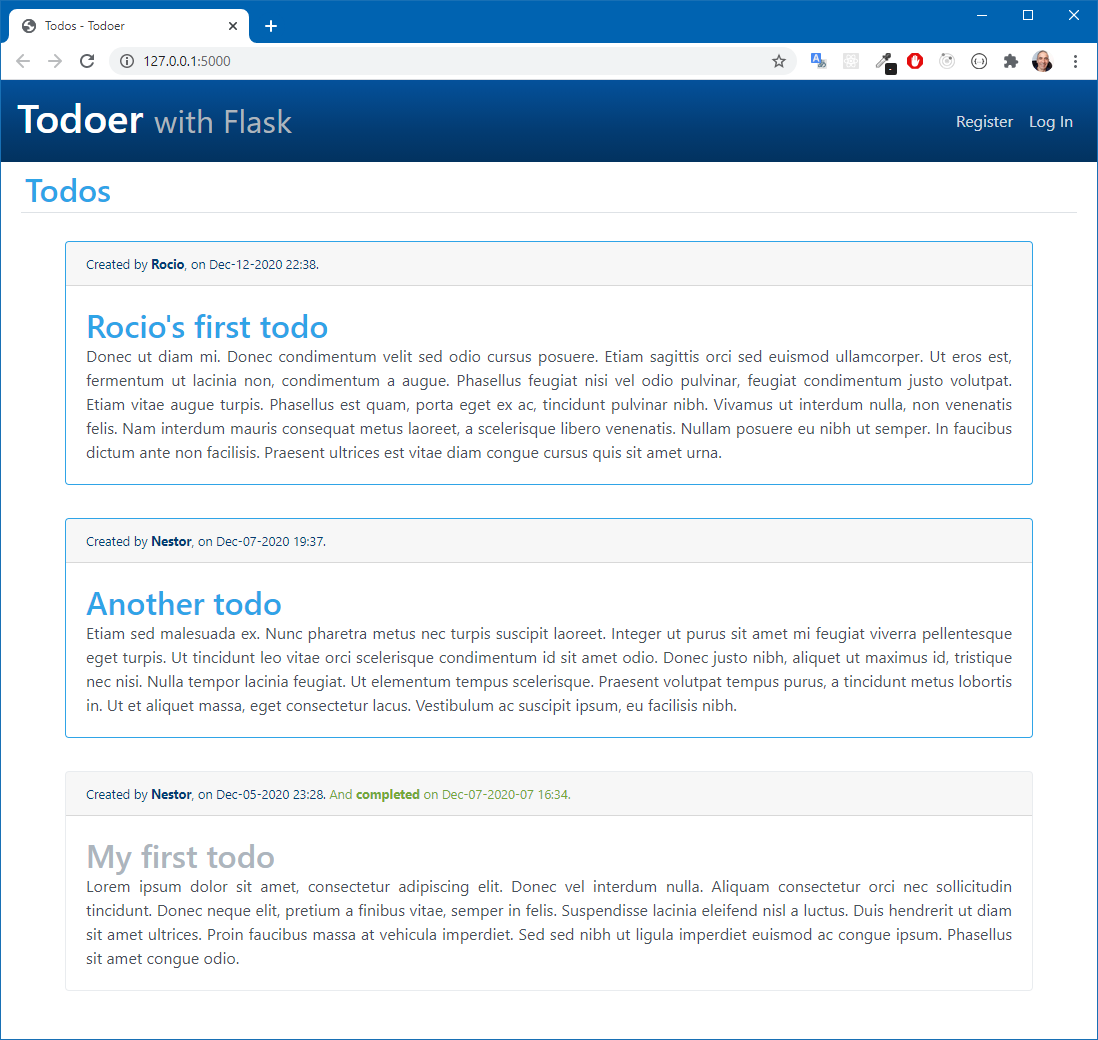 Todos - Todoer
127.0.0.1:5000
Todoer with Flask
Register Log In
Todos
Created by Rocio, on Dec-12-2020 22:38.
Rocio's first todo
Donec ut diam mi. Donec condimentum velit sed odio cursus posuere. Etiam sagittis orci sed euismod ullamcorper. Ut eros est,
fermentum ut lacinia non, condimentum a augue. Phasellus feugiat nisi vel odio pulvinar, feugiat condimentum justo volutpat.
Etiam vitae augue turpis. Phasellus est quam, porta eget ex ac, tincidunt pulvinar nibh. Vivamus ut interdum nulla, non venenatis
felis. Nam interdum mauris consequat metus laoreet, a scelerisque libero venenatis. Nullam posuere eu nibh ut semper. In faucibus
dictum ante non facilisis. Praesent ultrices est vitae diam congue cursus quis sit amet urna.
Created by Nestor, on Dec-07-2020 19:37.
Another todo
Etiam sed malesuada ex. Nunc pharetra metus nec turpis suscipit laoreet. Integer ut purus sit amet mi feugiat viverra pellentesque
eget turpis. Ut tincidunt leo vitae orci scelerisque condimentum id sit amet odio. Donec justo nibh, aliquet ut maximus id, tristique
nec nisi. Nulla tempor lacinia feugiat. Ut elementum tempus scelerisque. Praesent volutpat tempus purus, a tincidunt metus lobortis
in. Ut et aliquet massa, eget consectetur lacus. Vestibulum ac suscipit ipsum, eu facilisis nibh.
Created by Nestor, on Dec-05-2020 23:28. And completed on Dec-07-2020-07 16:34.
My first todo
Lorem ipsum dolor sit amet, consectetur adipiscing elit. Donec vel interdum nulla. Aliquam consectetur orci nec sollicitudin
tincidunt. Donec neque elit, pretium a finibus vitae, semper in felis. Suspendisse lacinia eleifend nisl a luctus. Duis hendrerit ut diam
sit amet ultrices. Proin faucibus massa at vehicula imperdiet. Sed sed nibh ut ligula imperdiet euismod ac congue ipsum. Phasellus
sit amet congue odio.